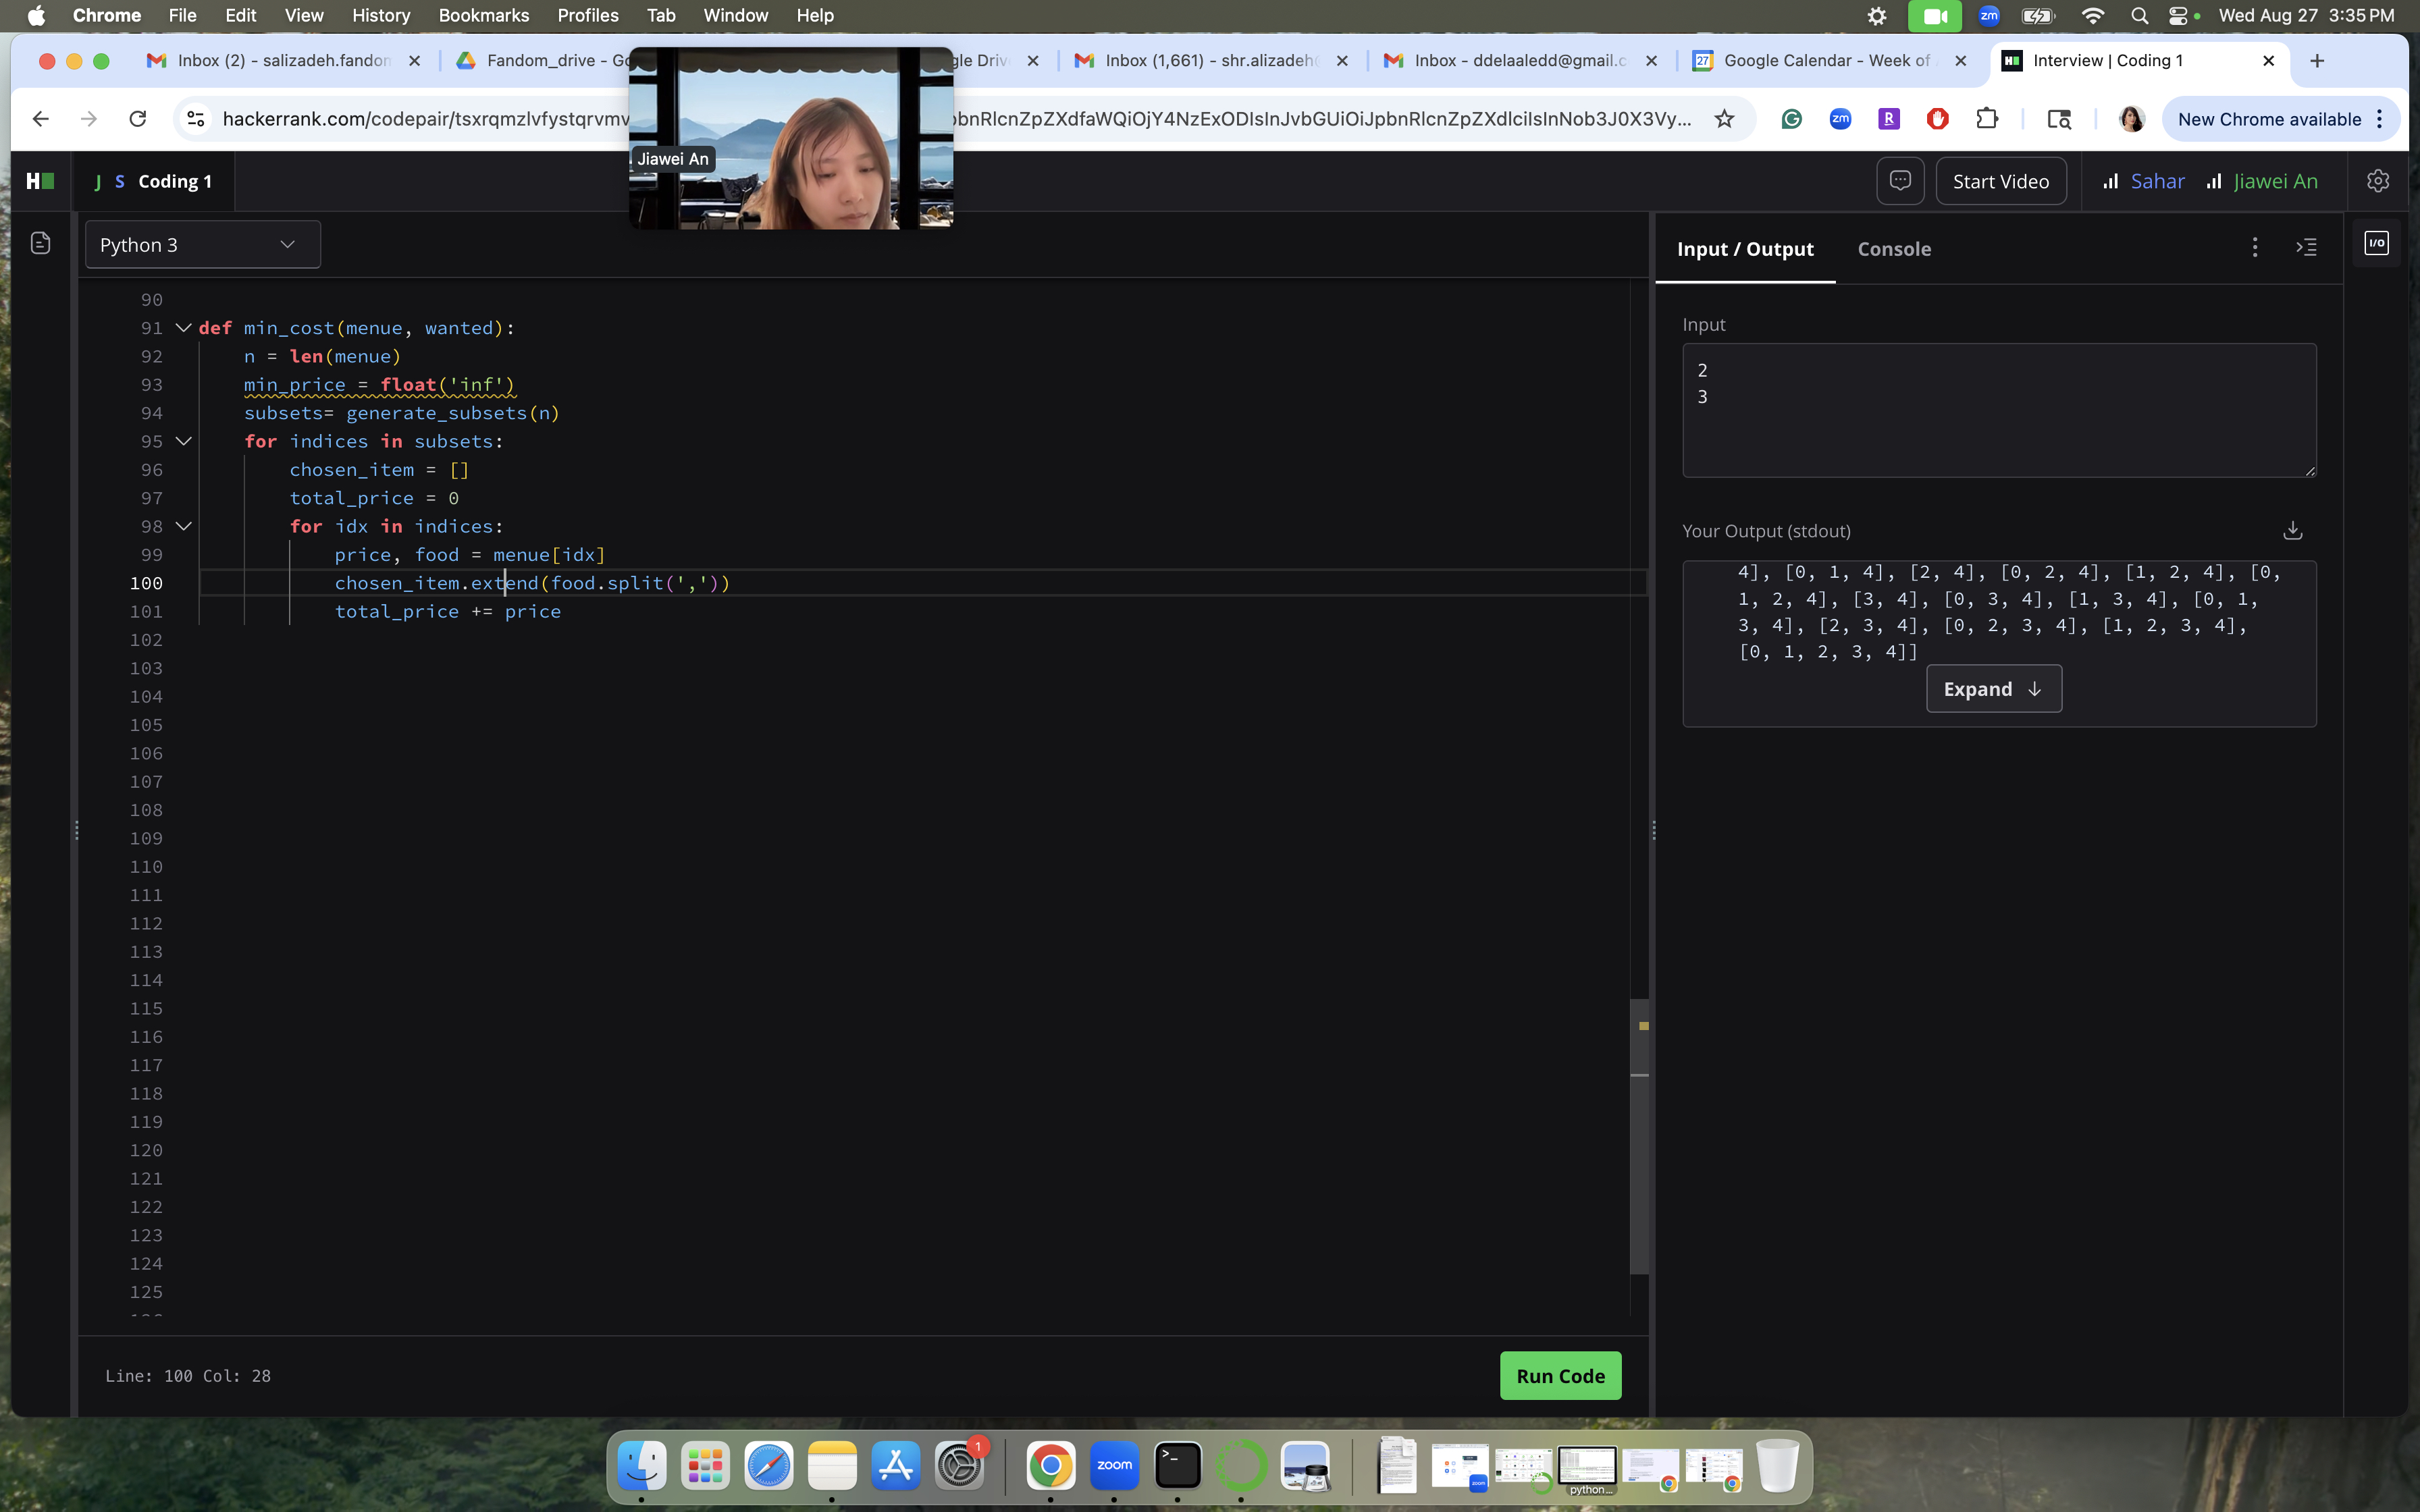 Chrome File Edit View History Bookmarks Profiles Tab Window Help
zm
Wed Aug 27 3:35 PM
Inbox (2) - salizadeh.fandon
Fandom_drive - Go
gle Driv
Inbox (1,661) - shr.alizadeh
Inbox - ddelaaledd@gmail.c
27
Google Calendar - Week of
Interview | Coding 1
hackerrank.com/codepair/tsxrqmzlvfystqrvmv
zm
R
New Chrome available
Jiawei An
H
J S Coding 1
Start Video
Sahar
Jiawei An
Python 3
90
91 def min_cost(menue, wanted):
92 n = len(menue)
93 min_price = float('inf')
94 subsets= generate_subsets(n)
95 for indices in subsets:
96 chosen_item = []
97 total_price = 0
98 for idx in indices:
99 price, food = menue[idx]
100 chosen_item.extend(food.split(','))
101 total_price += price
102
103
104
105
106
107
108
109
110
111
112
113
114
115
116
117
118
119
120
121
122
123
124
125
Line: 100 Col: 28
Run Code
Input / Output Console
I/O
Input
2
3
Your Output (stdout)
4], [0, 1, 4], [2, 4], [0, 2, 4], [1, 2, 4], [0,
1, 2, 4], [3, 4], [0, 3, 4], [1, 3, 4], [0, 1,
3, 4], [2, 3, 4], [0, 2, 3, 4], [1, 2, 3, 4],
[0, 1, 2, 3, 4]]
Expand
1
zoom
python...